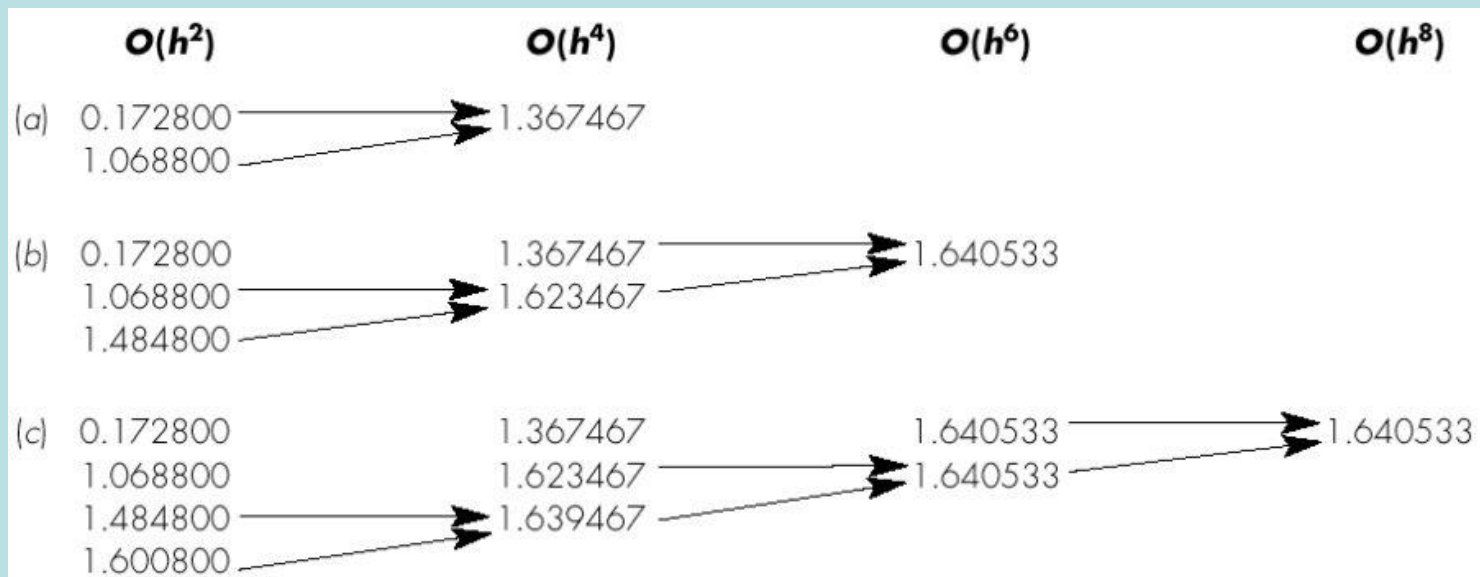 O(h²) O(h⁴) O(h⁶) O(h⁸)
(a) 0.172800 1.367467
1.068800
(b) 0.172800 1.367467 1.640533
1.068800 1.623467
1.484800
(c) 0.172800 1.367467 1.640533 1.640533
1.068800 1.623467 1.640533
1.484800 1.639467
1.600800